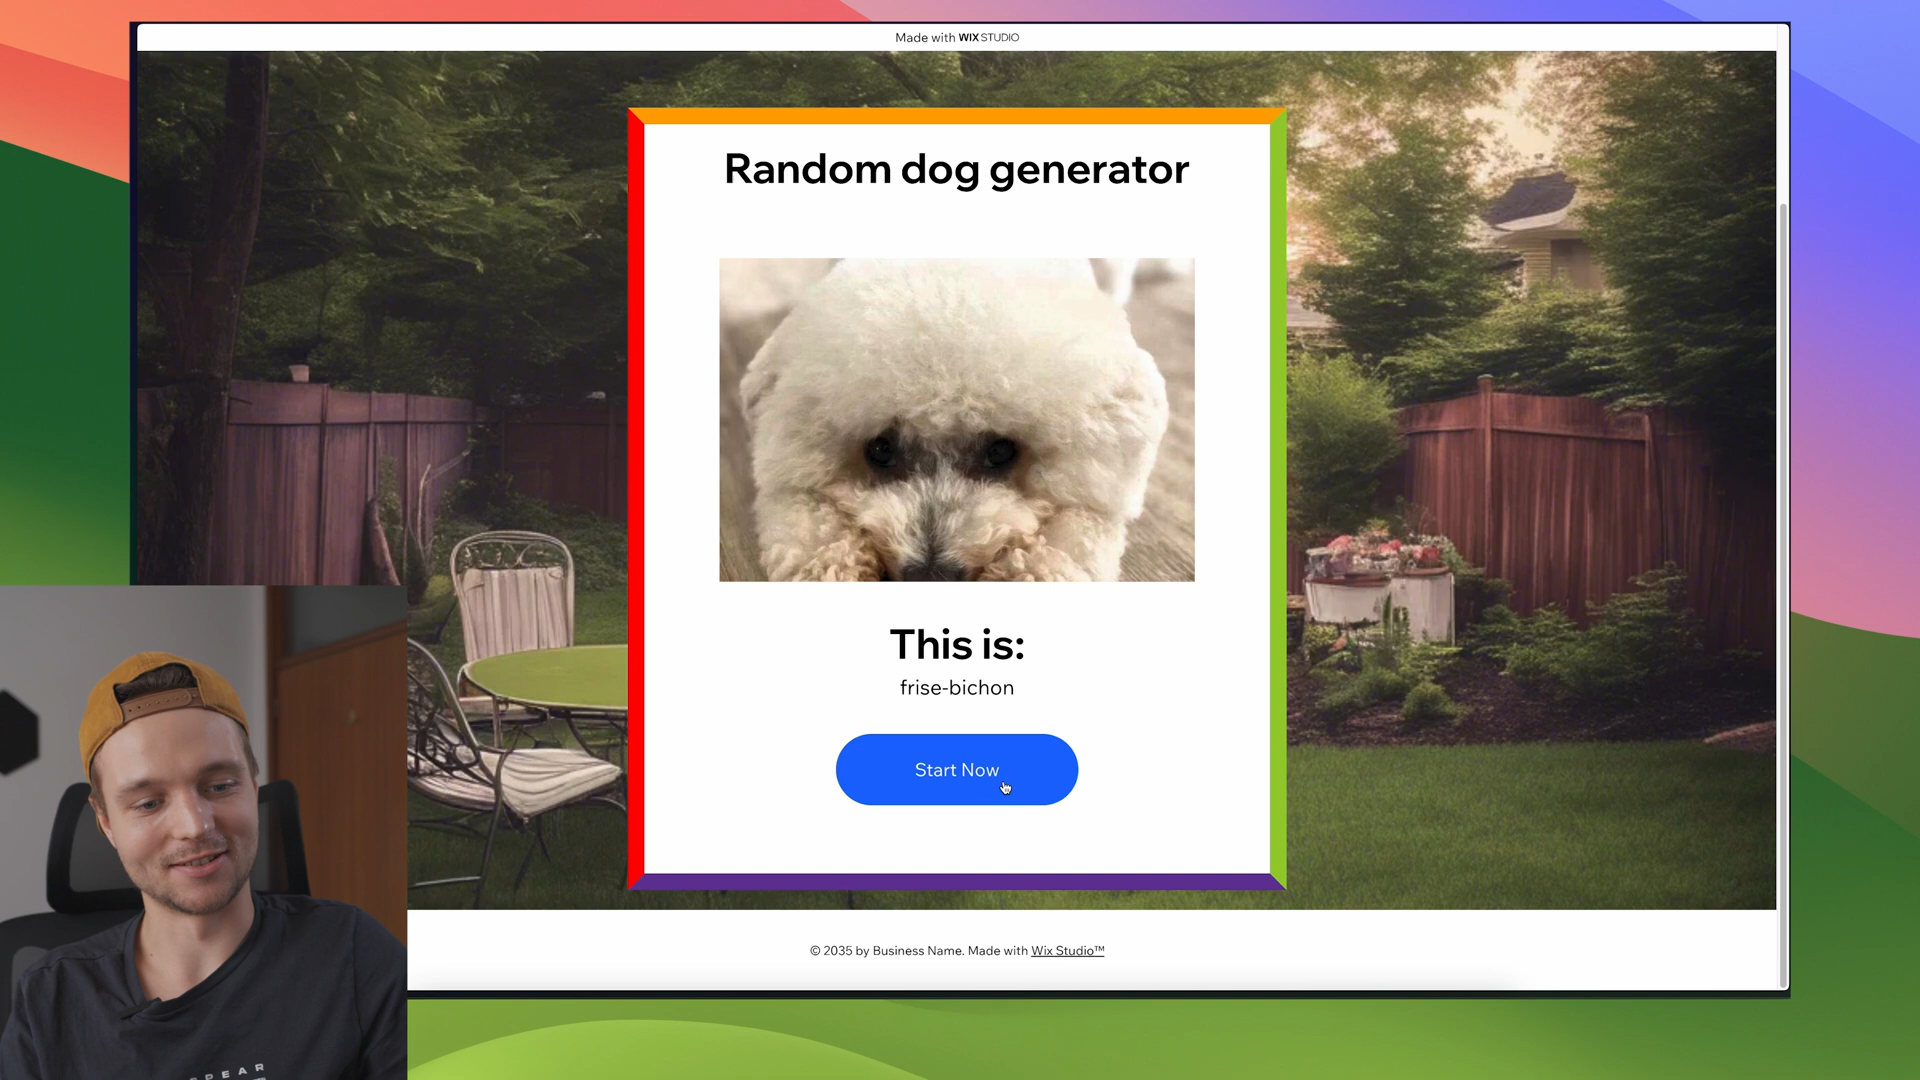 Made with WIX STUDIO
Random dog generator
This is:
frise-bichon
Start Now
© 2035 by Business Name. Made with Wix Studio™